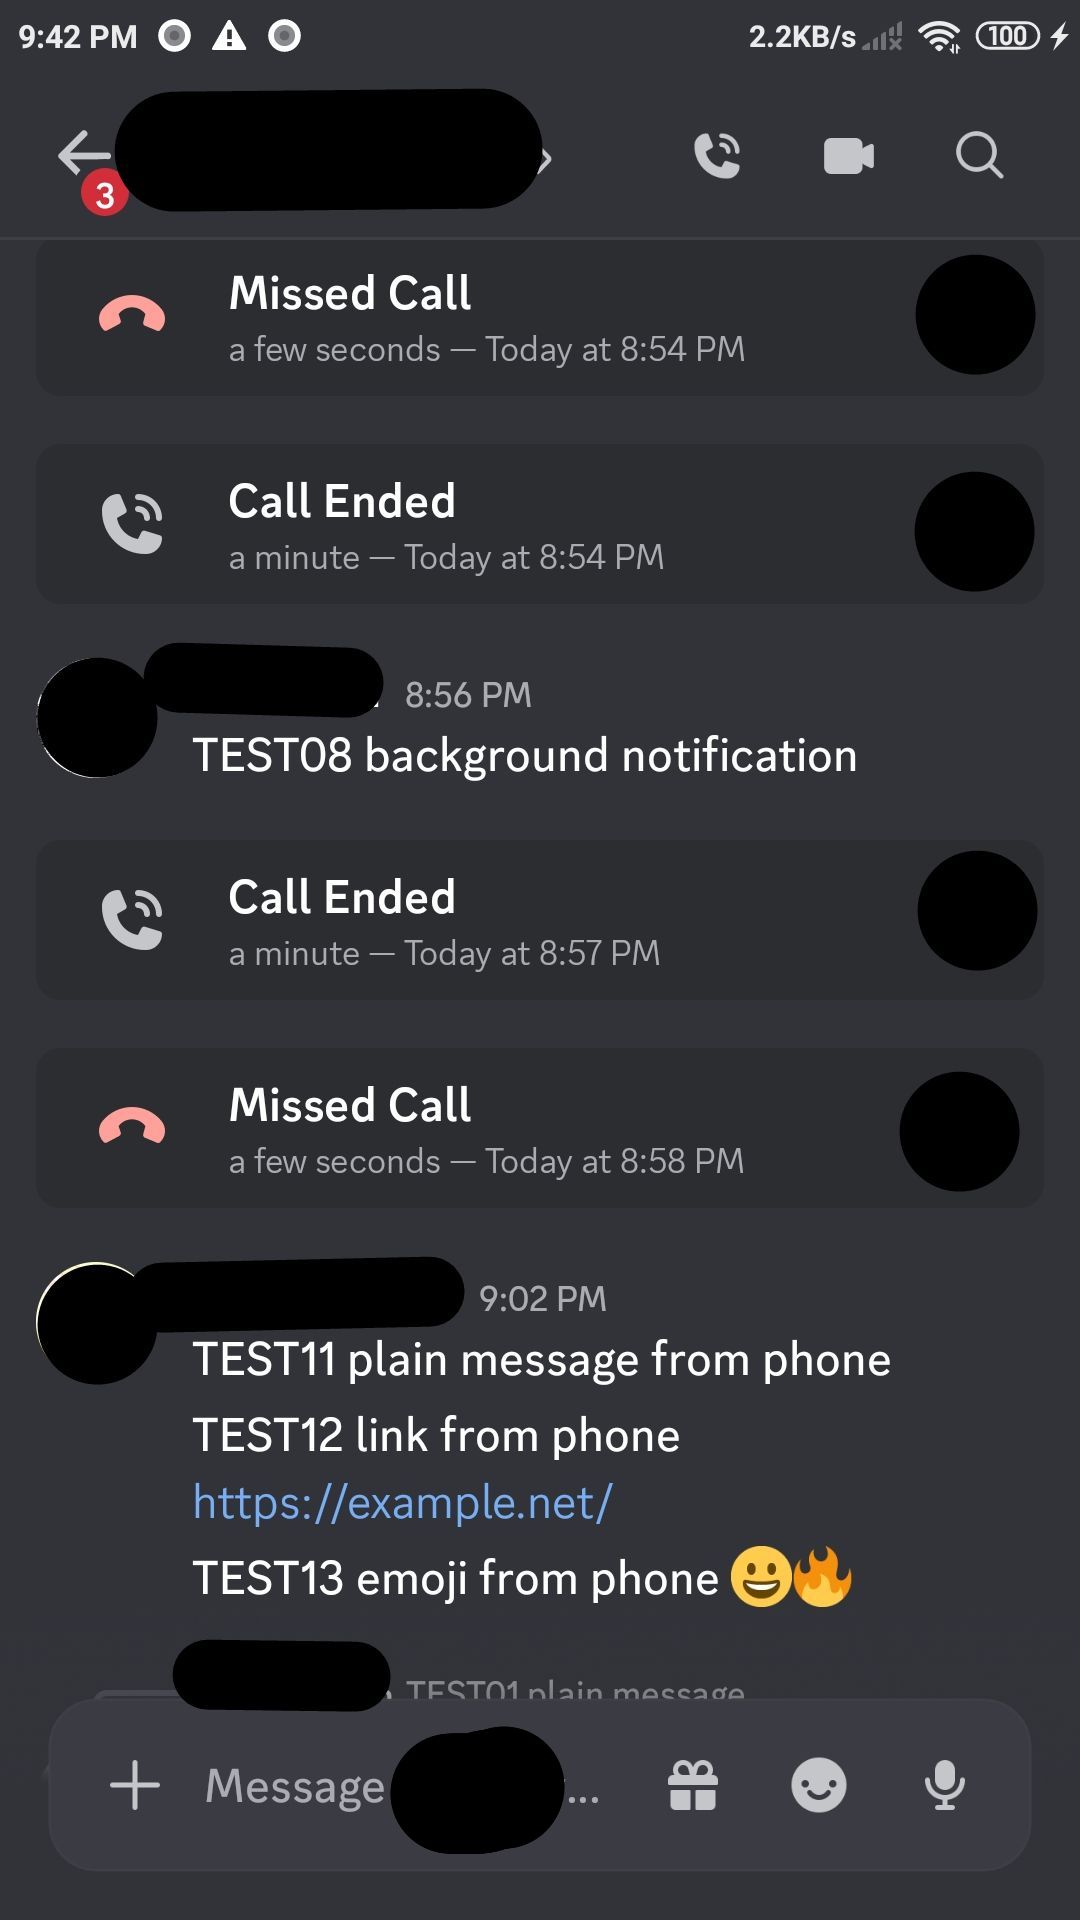 9:42 PM 2.2KB/s 100
3
Missed Call
a few seconds — Today at 8:54 PM
Call Ended
a minute — Today at 8:54 PM
8:56 PM
TEST08 background notification
Call Ended
a minute — Today at 8:57 PM
Missed Call
a few seconds — Today at 8:58 PM
9:02 PM
TEST11 plain message from phone
TEST12 link from phone
https://example.net/
TEST13 emoji from phone 😀🔥
TEST01 plain message
Message ...